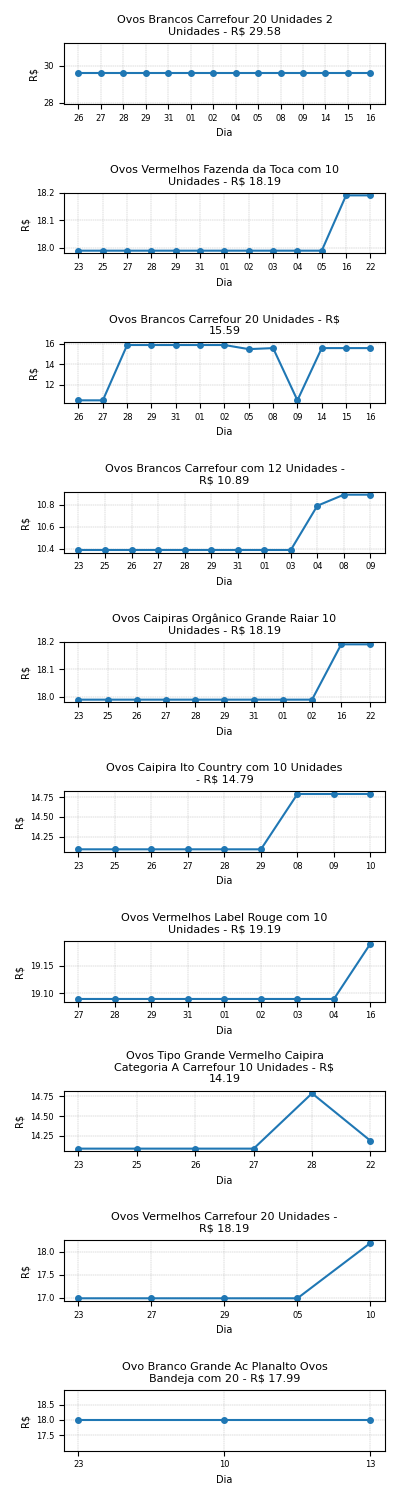 Ovos Brancos Carrefour 20 Unidades 2
Unidades - R$ 29.58
30
28
R$
26 27 28 29 31 01 02 04 05 08 09 14 15 16
Dia
Ovos Vermelhos Fazenda da Toca com 10
Unidades - R$ 18.19
18.2
18.1
18.0
R$
23 25 27 28 29 31 01 02 03 04 05 16 22
Dia
Ovos Brancos Carrefour 20 Unidades - R$
15.59
16
14
12
R$
26 27 28 29 31 01 02 05 08 09 14 15 16
Dia
Ovos Brancos Carrefour com 12 Unidades -
R$ 10.89
10.8
10.6
10.4
R$
23 25 26 27 28 29 31 01 03 04 08 09
Dia
Ovos Caipiras Orgânico Grande Raiar 10
Unidades - R$ 18.19
18.2
18.1
18.0
R$
23 25 26 27 28 29 31 01 02 16 22
Dia
Ovos Caipira Ito Country com 10 Unidades
- R$ 14.79
14.75
14.50
14.25
R$
23 25 26 27 28 29 08 09 10
Dia
Ovos Vermelhos Label Rouge com 10
Unidades - R$ 19.19
19.15
19.10
R$
27 28 29 31 01 02 03 04 16
Dia
Ovos Tipo Grande Vermelho Caipira
Categoria A Carrefour 10 Unidades - R$
14.19
14.75
14.50
14.25
R$
23 25 26 27 28 22
Dia
Ovos Vermelhos Carrefour 20 Unidades -
R$ 18.19
18.0
17.5
17.0
R$
23 27 29 05 10
Dia
Ovo Branco Grande Ac Planalto Ovos
Bandeja com 20 - R$ 17.99
18.5
18.0
17.5
R$
23 10 13
Dia